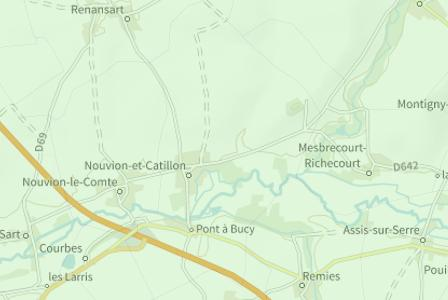 Renansart
Montigny-
D69
Mesbrecourt-
Richecourt
Nouvion-et-Catillon
D642
Nouvion-le-Comte
Pont à Bucy
Assis-sur-Serre
Sart
Courbes
les Larris
Remies